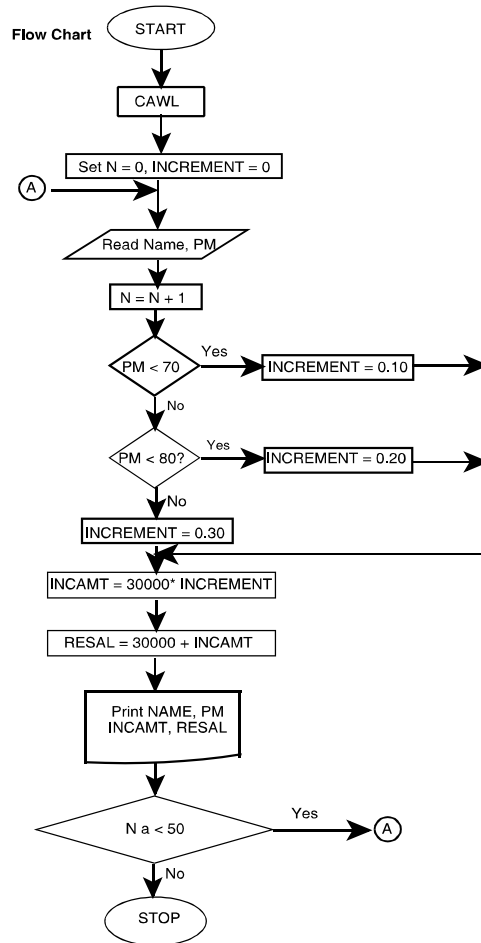 Flow Chart
START
CAWL
Set N = 0, INCREMENT = 0
A
Read Name, PM
N = N + 1
PM < 70
Yes
INCREMENT = 0.10
No
PM < 80?
Yes
INCREMENT = 0.20
No
INCREMENT = 0.30
INCAMT = 30000* INCREMENT
RESAL = 30000 + INCAMT
Print NAME, PM
INCAMT, RESAL
N a < 50
Yes
A
No
STOP